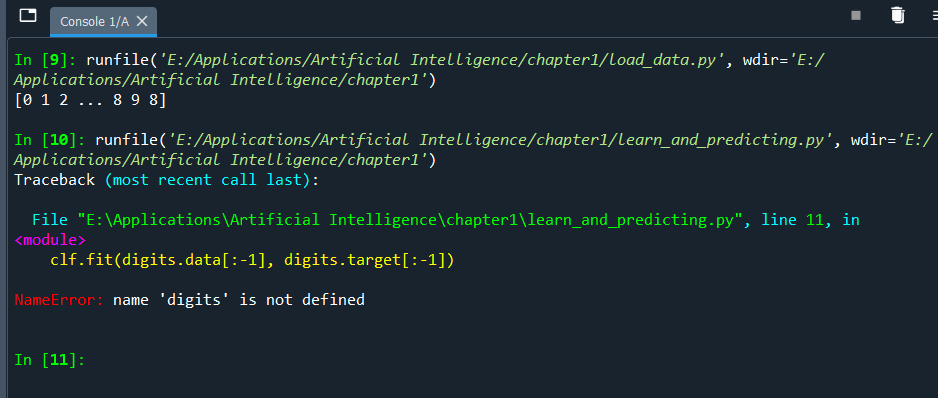 Console 1/A
In [9]: runfile('E:/Applications/Artificial Intelligence/chapter1/load_data.py', wdir='E:/
Applications/Artificial Intelligence/chapter1')
[0 1 2 ... 8 9 8]
In [10]: runfile('E:/Applications/Artificial Intelligence/chapter1/learn_and_predicting.py', wdir='E:/
Applications/Artificial Intelligence/chapter1')
Traceback (most recent call last):
File "E:\Applications\Artificial Intelligence\chapter1\learn_and_predicting.py", line 11, in
<module>
clf.fit(digits.data[:-1], digits.target[:-1])
NameError: name 'digits' is not defined
In [11]: